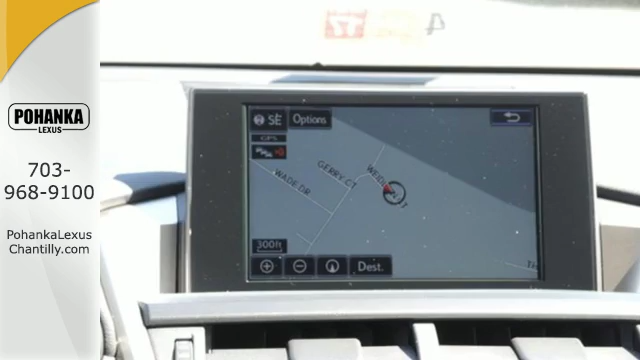 POHANKA
LEXUS
703-
968-9100
PohankaLexus
Chantilly.com
SE Options
GPS
GERRY CT
WADE DR
300ft
Dest.